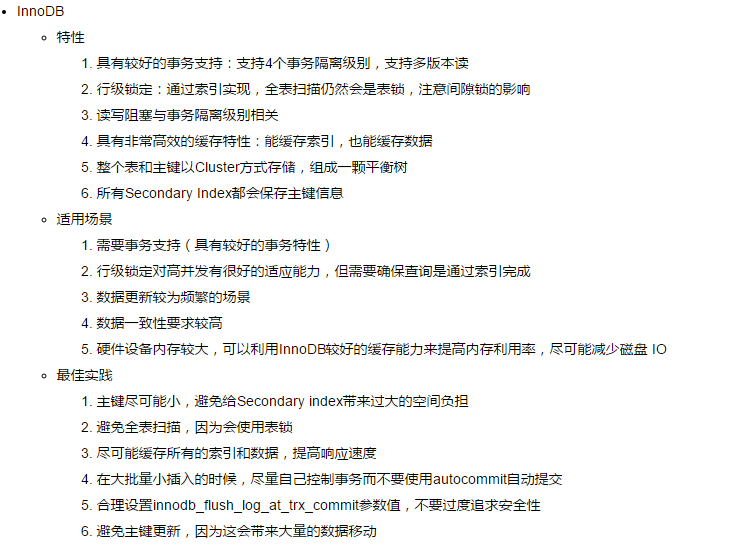 InnoDB
特性
1. 具有较好的事务支持：支持4个事务隔离级别，支持多版本读
2. 行级锁定：通过索引实现，全表扫描仍然会是表锁，注意间隙锁的影响
3. 读写阻塞与事务隔离级别相关
4. 具有非常高效的缓存特性：能缓存索引，也能缓存数据
5. 整个表和主键以Cluster方式存储，组成一颗平衡树
6. 所有Secondary Index都会保存主键信息
适用场景
1. 需要事务支持（具有较好的事务特性）
2. 行级锁定对高并发有很好的适应能力，但需要确保查询是通过索引完成
3. 数据更新较为频繁的场景
4. 数据一致性要求较高
5. 硬件设备内存较大，可以利用InnoDB较好的缓存能力来提高内存利用率，尽可能减少磁盘 IO
最佳实践
1. 主键尽可能小，避免给Secondary index带来过大的空间负担
2. 避免全表扫描，因为会使用表锁
3. 尽可能缓存所有的索引和数据，提高响应速度
4. 在大批量小插入的时候，尽量自己控制事务而不要使用autocommit自动提交
5. 合理设置innodb_flush_log_at_trx_commit参数值，不要过度追求安全性
6. 避免主键更新，因为这会带来大量的数据移动